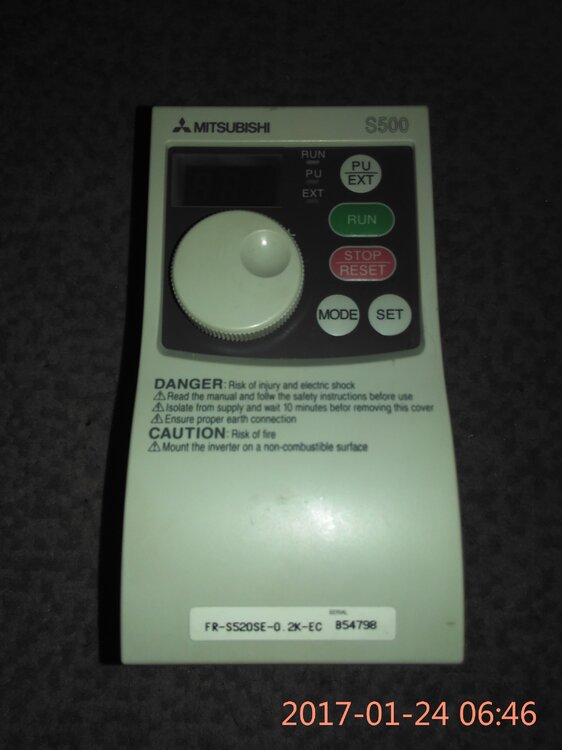 MITSUBISHI S500
RUN
PU
EXT
PU
EXT
RUN
STOP
RESET
MODE SET
DANGER: Risk of injury and electric shock
Read the manual and follw the safety instructions before use
Isolate from supply and wait 10 minutes befor removing this cover
Ensure proper earth connection
CAUTION: Risk of fire
Mount the inverter on a non-combustible surface
SERIAL
FR-S520SE-0.2K-EC B54798
2017-01-24 06:46